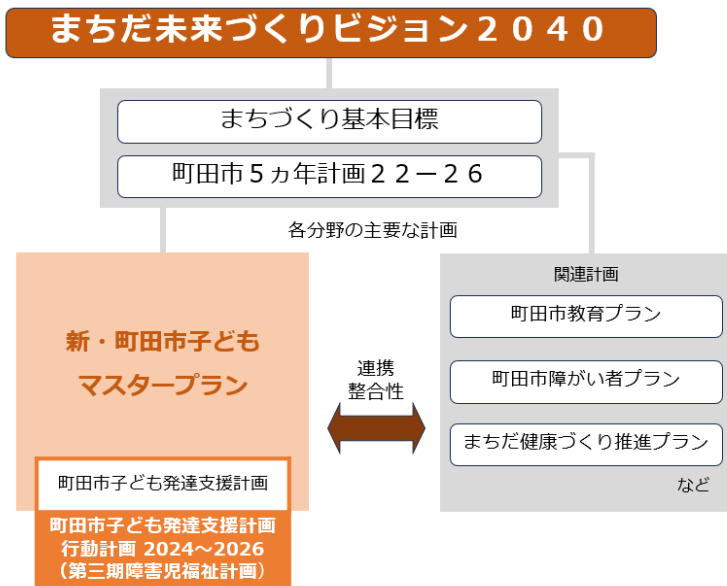 まちだ未来づくりビジョン２０４０
まちづくり基本目標
町田市５ヵ年計画２２－２６
各分野の主要な計画
新・町田市子ども
マスタープラン
町田市子ども発達支援計画
町田市子ども発達支援計画
行動計画 2024～2026
（第三期障害児福祉計画）
連携
整合性
関連計画
町田市教育プラン
町田市障がい者プラン
まちだ健康づくり推進プラン
など